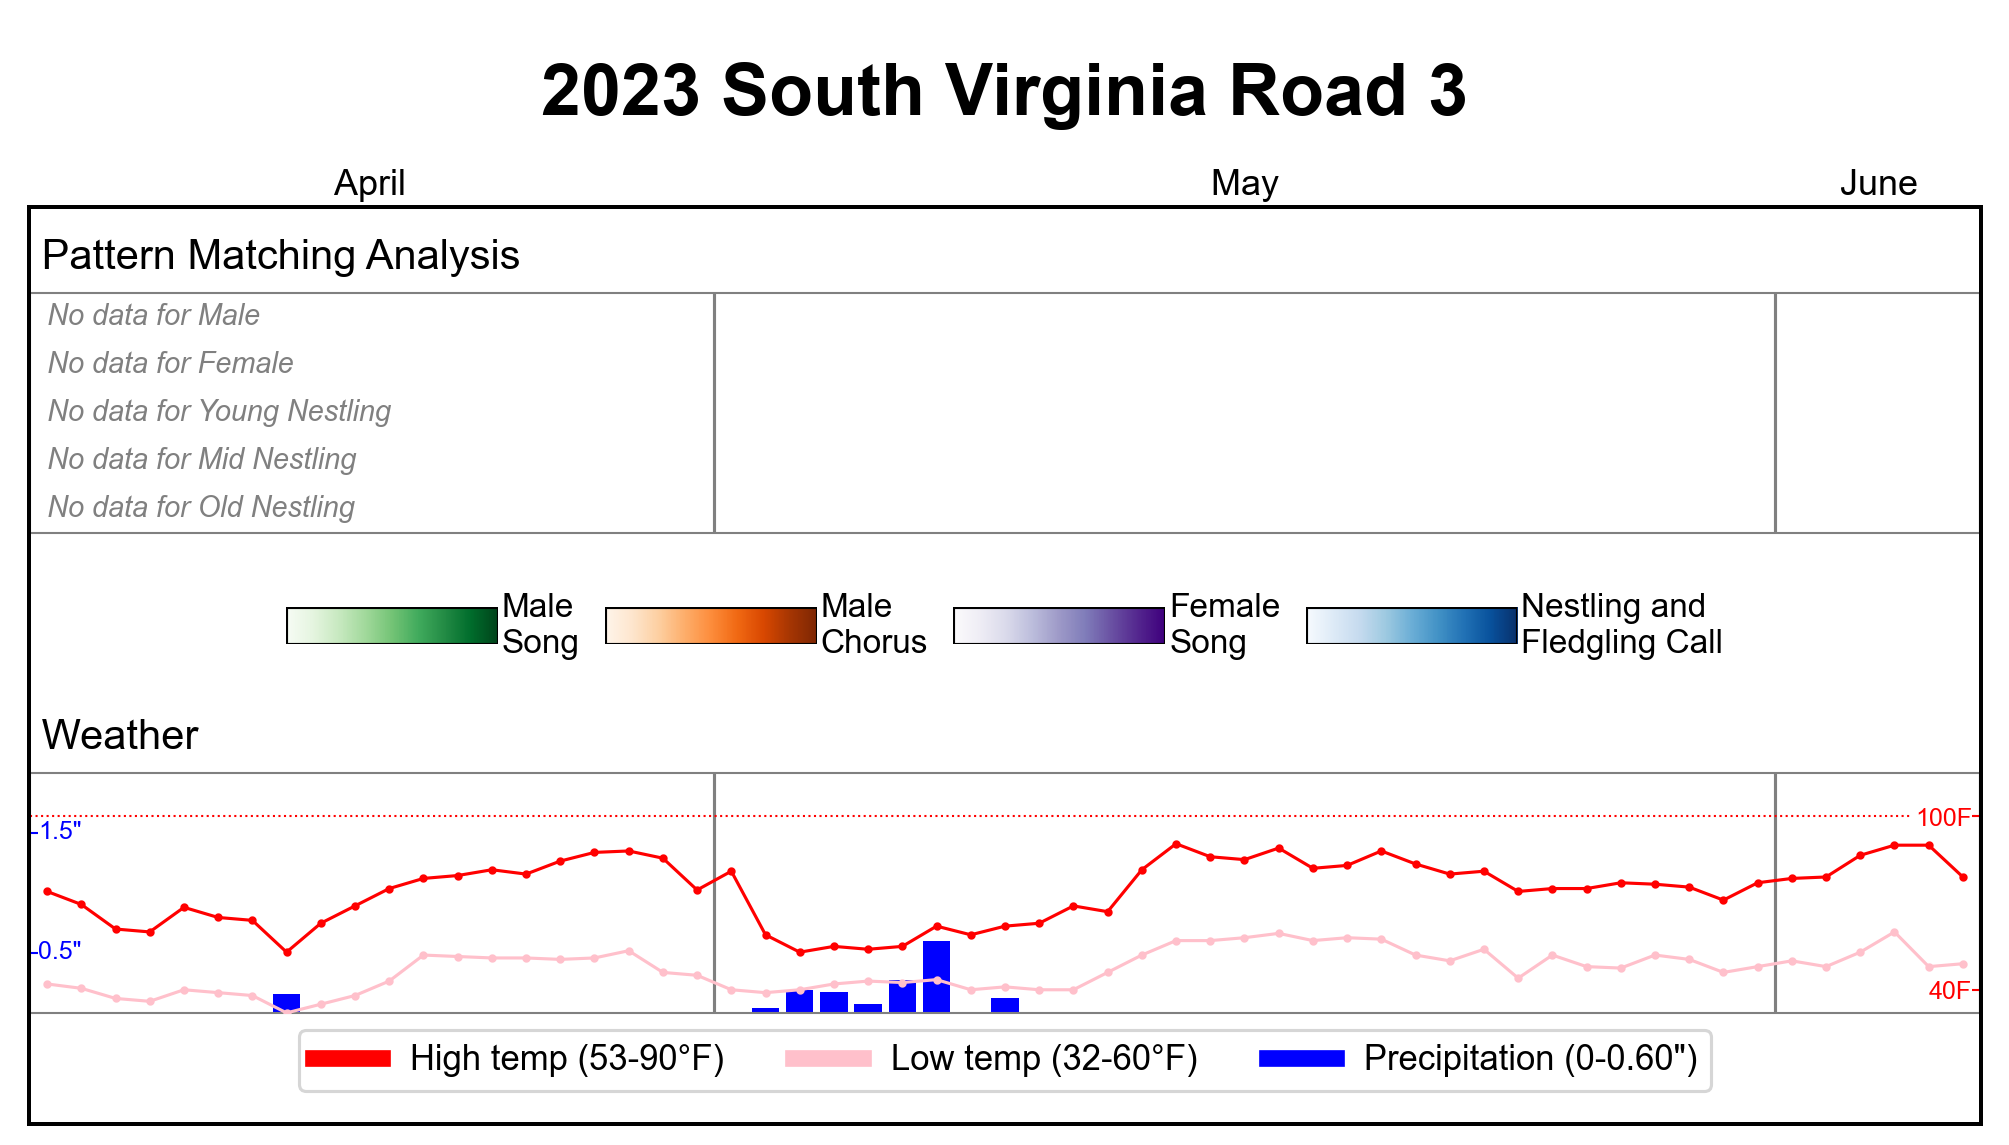 2023 South Virginia Road 3
April May June
Pattern Matching Analysis
No data for Male
No data for Female
No data for Young Nestling
No data for Mid Nestling
No data for Old Nestling
Male Song
Male Chorus
Female Song
Nestling and Fledgling Call
Weather
1.5"
100F
0.5"
40F
High temp (53-90°F) Low temp (32-60°F) Precipitation (0-0.60")